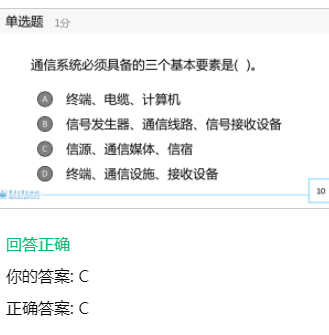 单选题 1分
通信系统必须具备的三个基本要素是( )。
A 终端、电缆、计算机
B 信号发生器、通信线路、信号接收设备
C 信源、通信媒体、信宿
D 终端、通信设施、接收设备
10
回答正确
你的答案: C
正确答案: C